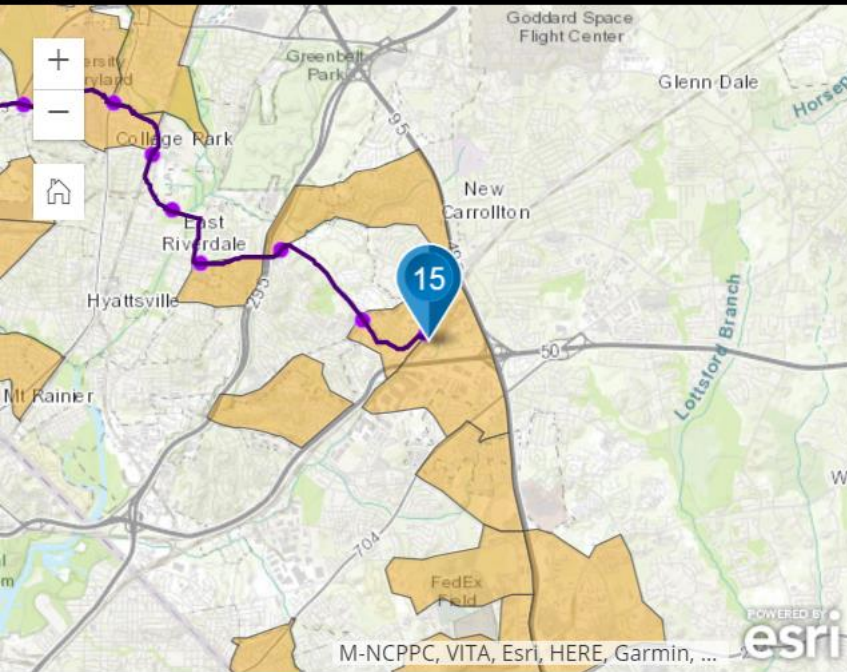 Goddard Space
Flight Center
Greenbelt
Park
Glenn Dale
+
−
College Park
95
New
Carrollton
East
Riverdale
15
Hyattsville
295
Lottsford Branch
50
Mt Rainier
704
FedEx
Field
POWERED BY
esri
M-NCPPC, VITA, Esri, HERE, Garmin, ...